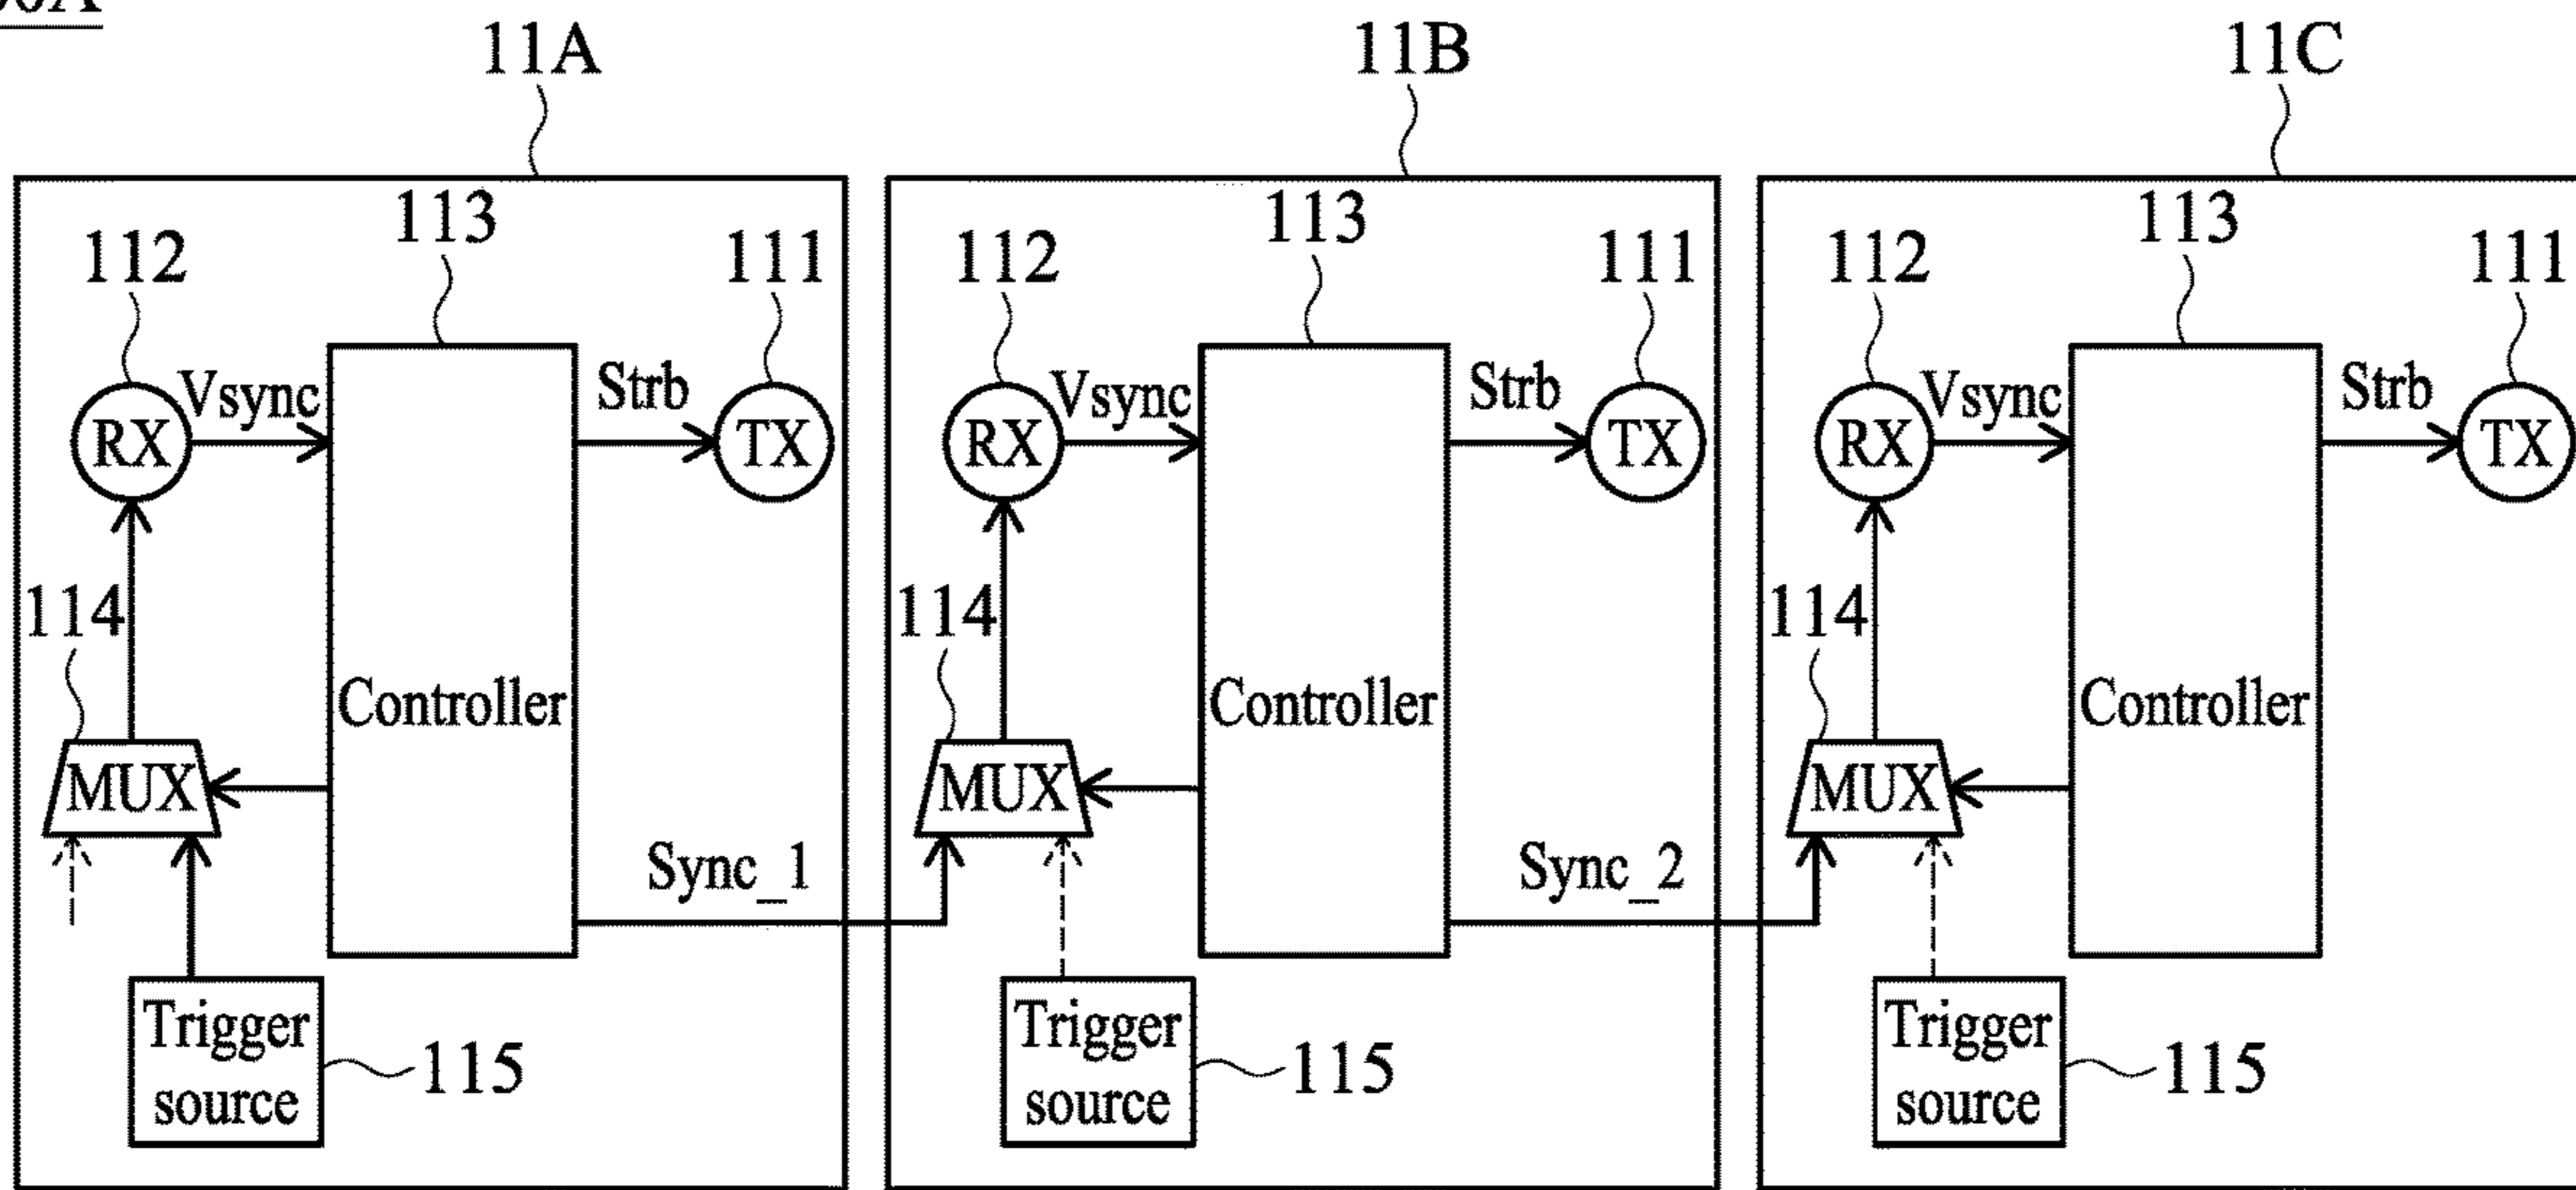 11A 11B 11C
113 113 113
112 111 112 111 112 111
Vsync Strb Vsync Strb Vsync Strb
RX TX RX TX RX TX
114 114 114
Controller Controller Controller
MUX MUX MUX
Sync_1 Sync_2
Trigger Trigger Trigger
115 115 115
source source source